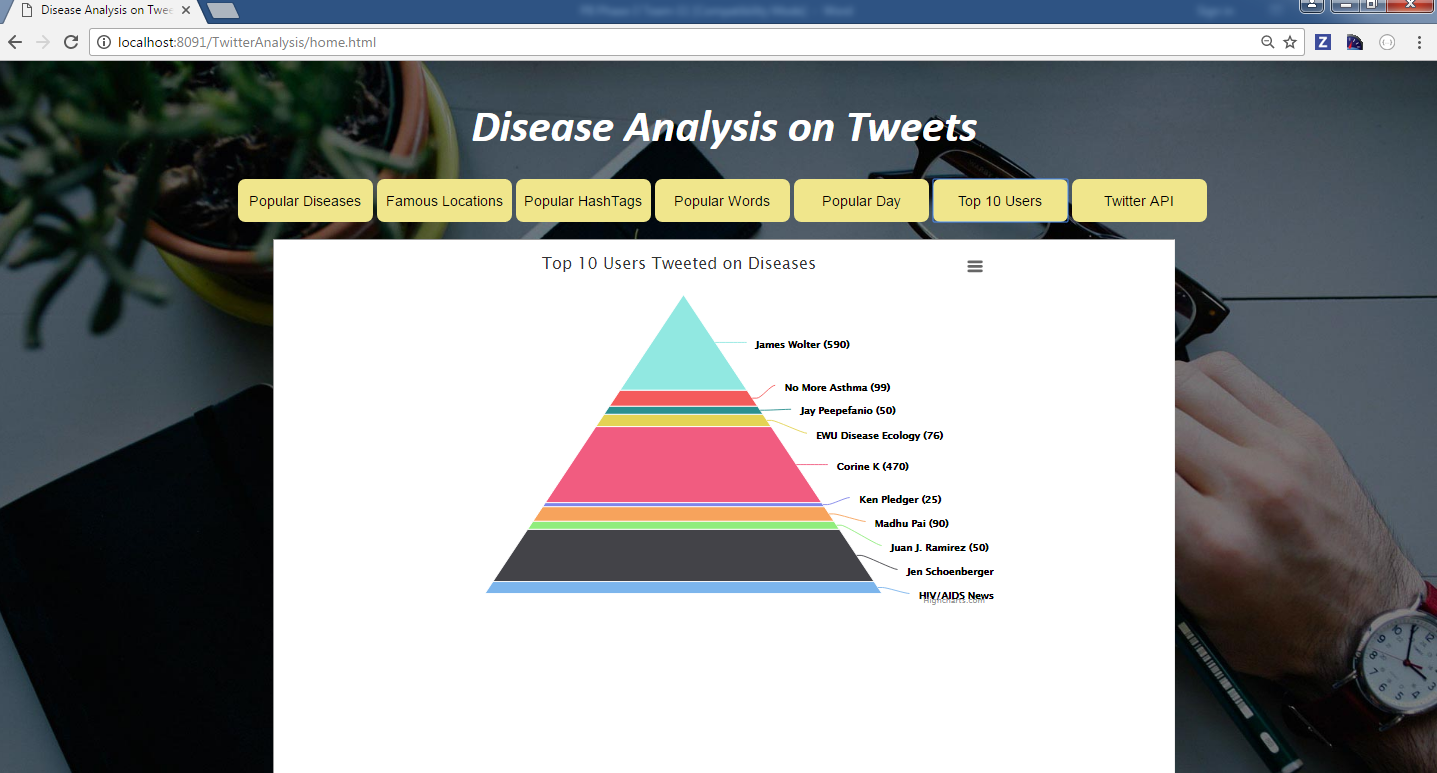 Disease Analysis on Twee
localhost:8091/TwitterAnalysis/home.html
Disease Analysis on Tweets
Popular Diseases
Famous Locations
Popular HashTags
Popular Words
Popular Day
Top 10 Users
Twitter API
Top 10 Users Tweeted on Diseases
James Wolter (590)
No More Asthma (99)
Jay Peepefanio (50)
EWU Disease Ecology (76)
Corine K (470)
Ken Pledger (25)
Madhu Pai (90)
Juan J. Ramirez (50)
Jen Schoenberger
HIV/AIDS News
Highcharts.com